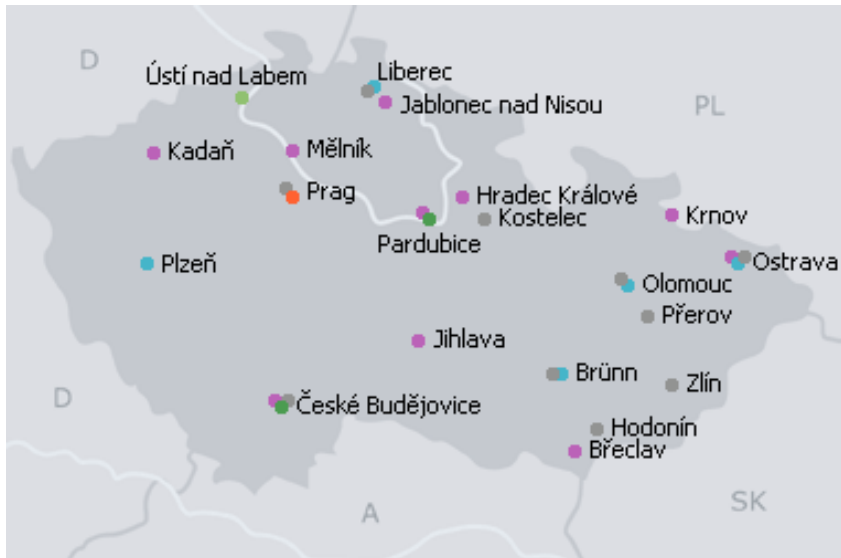 D
Ústí nad Labem
Liberec
Jablonec nad Nisou
PL
Kadaň
Mělník
Prag
Hradec Králové
Kostelec
Krnov
Pardubice
Plzeň
Ostrava
Olomouc
Přerov
Jihlava
Brünn
Zlín
D
České Budějovice
Hodonín
Břeclav
SK
A